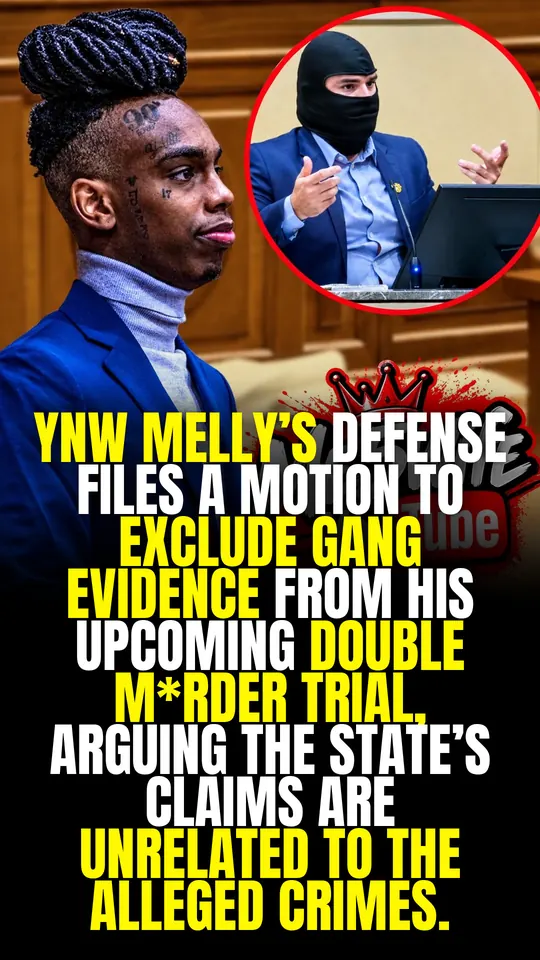 YNW MELLY'S DEFENSE
FILES A MOTION TO
EXCLUDE GANG
EVIDENCE FROM HIS
UPCOMING DOUBLE
M*RDER TRIAL,
ARGUING THE STATE'S
CLAIMS ARE
UNRELATED TO THE
ALLEGED CRIMES.